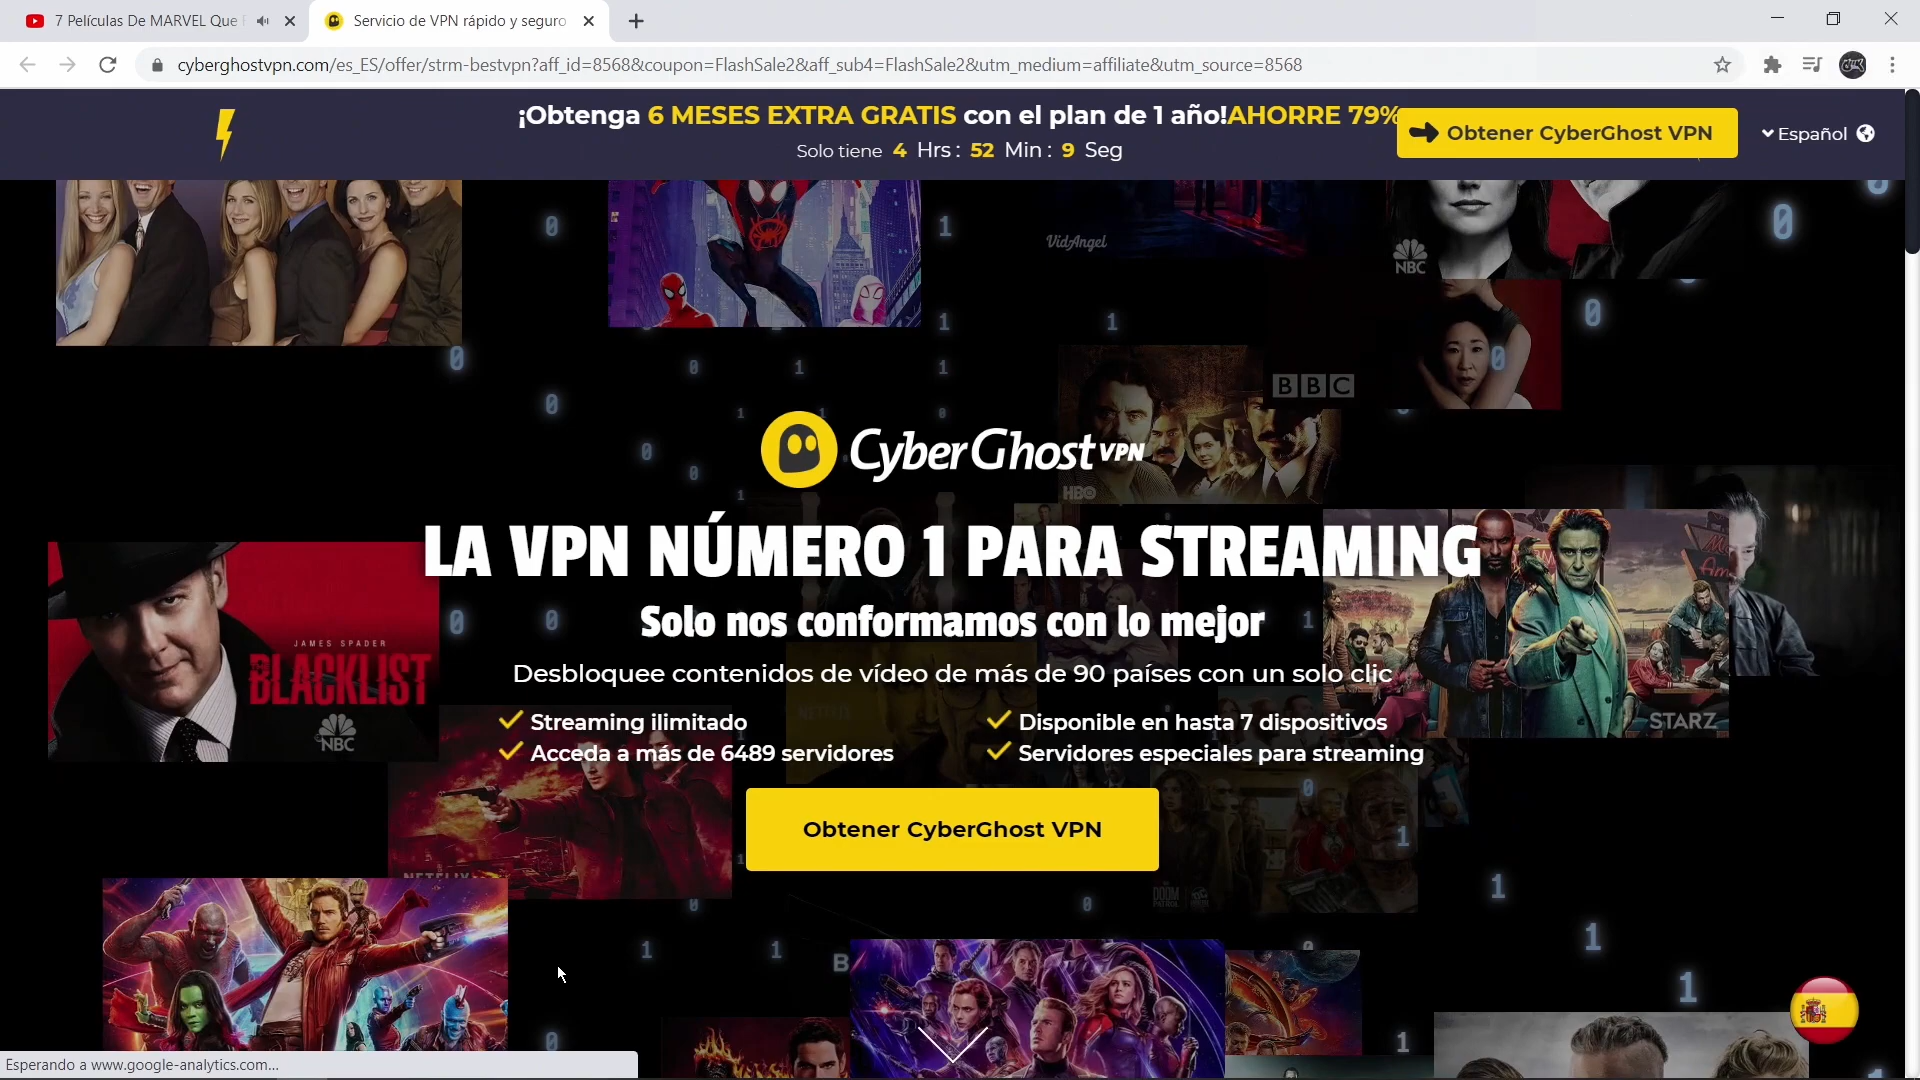 7 Películas De MARVEL Que
Servicio de VPN rápido y seguro
cyberghostvpn.com/es_ES/offer/strm-bestvpn?aff_id=8568&coupon=FlashSale2&aff_sub4=FlashSale2&utm_medium=affiliate&utm_source=8568
¡Obtenga 6 MESES EXTRA GRATIS con el plan de 1 año!AHORRE 79%
Solo tiene 4 Hrs : 52 Min : 9 Seg
Obtener CyberGhost VPN
Español
VidAngel
NBC
BBC
HBO
CyberGhost VPN
LA VPN NÚMERO 1 PARA STREAMING
Solo nos conformamos con lo mejor
Desbloquee contenidos de vídeo de más de 90 países con un solo clic
JAMES SPADER
BLACKLIST
NBC
STARZ
NETFLIX
Streaming ilimitado
Disponible en hasta 7 dispositivos
Acceda a más de 6489 servidores
Servidores especiales para streaming
Obtener CyberGhost VPN
NETFLIX
DOOM PATROL
Esperando a www.google-analytics.com...